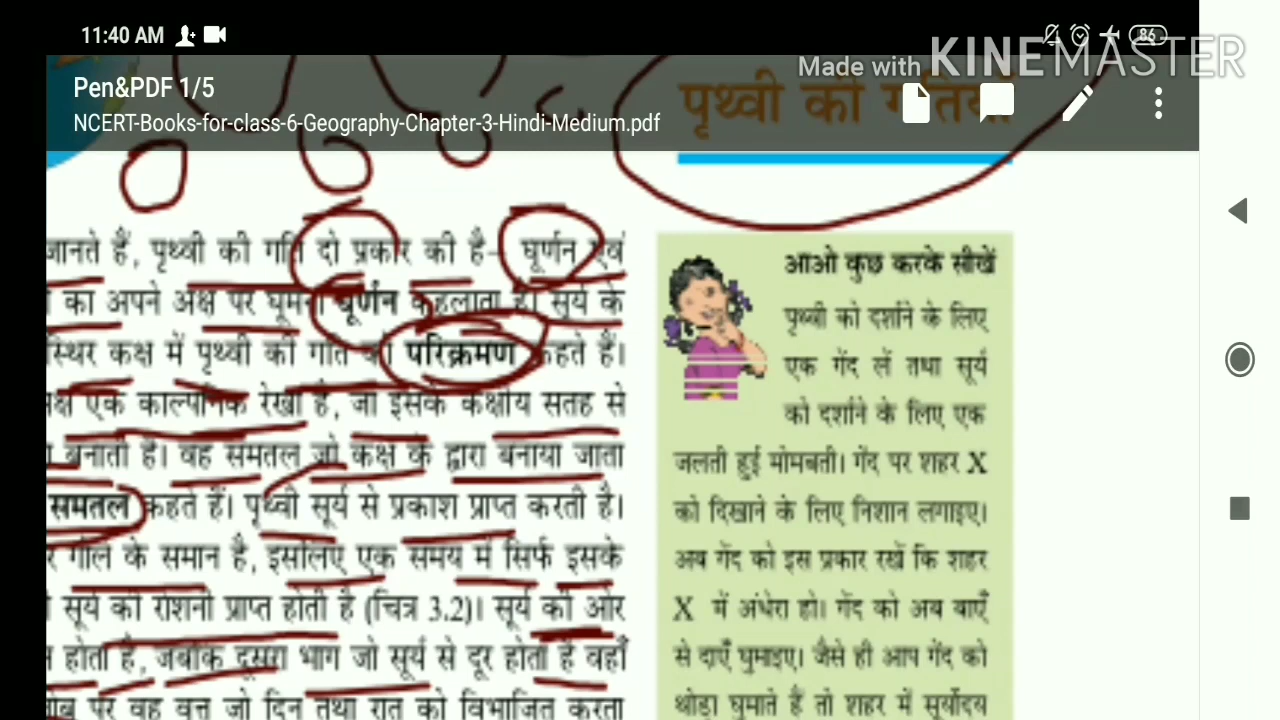 11:40 AM
86
Made with KINEMASTER
Pen&PDF 1/5
NCERT-Books-for-class-6-Geography-Chapter-3-Hindi-Medium.pdf
पृथ्वी की गतियाँ
जानते हैं, पृथ्वी की गति दो प्रकार की है– घूर्णन एवं
का अपने अक्ष पर घूमना घूर्णन कहलाता है। सूर्य के
स्थिर कक्ष में पृथ्वी की गति को परिक्रमण कहते हैं।
एक काल्पनिक रेखा है, जो इसके कक्षीय सतह से
बनाती है। वह समतल जो कक्ष के द्वारा बनाया जाता
समतल कहते हैं। पृथ्वी सूर्य से प्रकाश प्राप्त करती है।
गोले के समान है, इसलिए एक समय में सिर्फ इसके
सूर्य की रोशनी प्राप्त होती है (चित्र 3.2)। सूर्य की ओर
होता है, जबकि दूसरा भाग जो सूर्य से दूर होता है वहाँ
पर वह वृत्त जो दिन तथा रात को विभाजित करता
आओ कुछ करके सीखें
पृथ्वी को दर्शाने के लिए
एक गेंद लें तथा सूर्य
को दर्शाने के लिए एक
जलती हुई मोमबती। गेंद पर शहर X
को दिखाने के लिए निशान लगाइए।
अब गेंद को इस प्रकार रखें कि शहर
X में अंधेरा हो। गेंद को अब बाएँ
से दाएँ घुमाइए। जैसे ही आप गेंद को
थोड़ा घुमाते हैं तो शहर में सूर्योदय